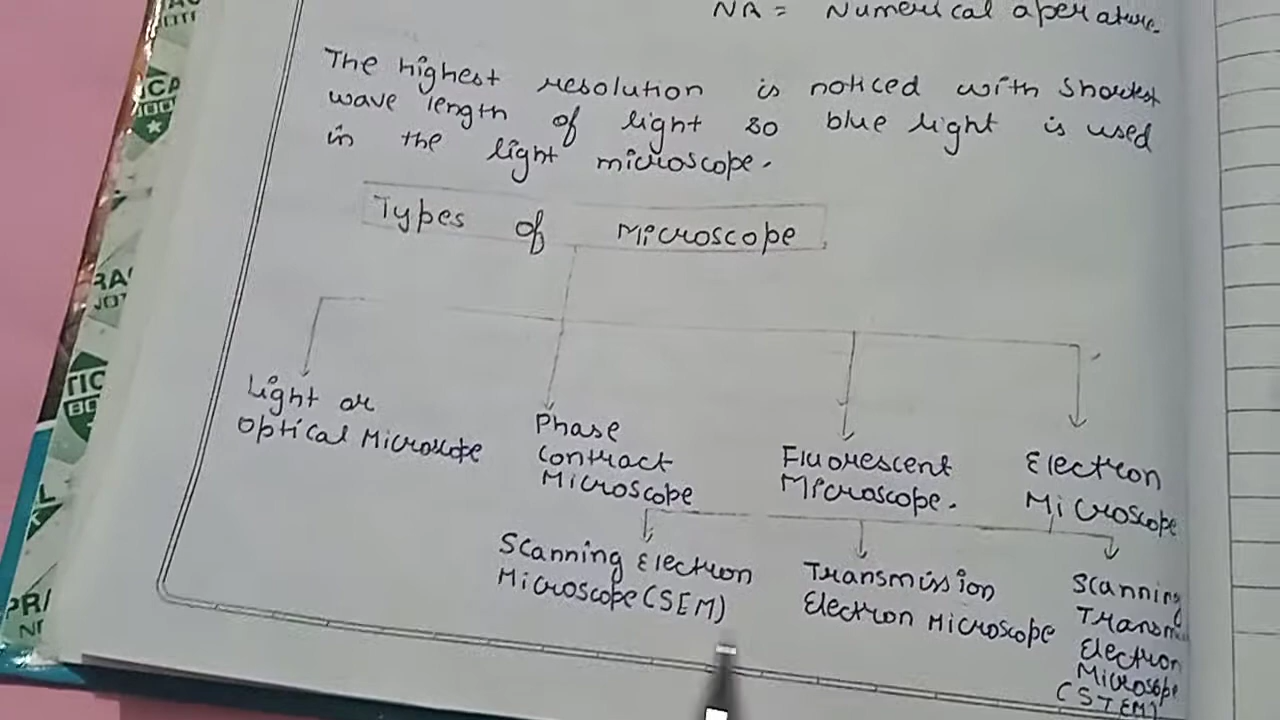 NA = Numerical aperature.
The highest resolution is noticed with shortest
wave length of light so blue light is used
in the light microscope.
Types of Microscope
Light or
Optical Microscope
Phase
Contract
Microscope
Fluorescent
Microscope.
Electron
Microscope
Scanning Electron
Microscope (SEM)
Transmission
Electron Microscope
Scanning
Transm
Electron
Microscope
(STEM)